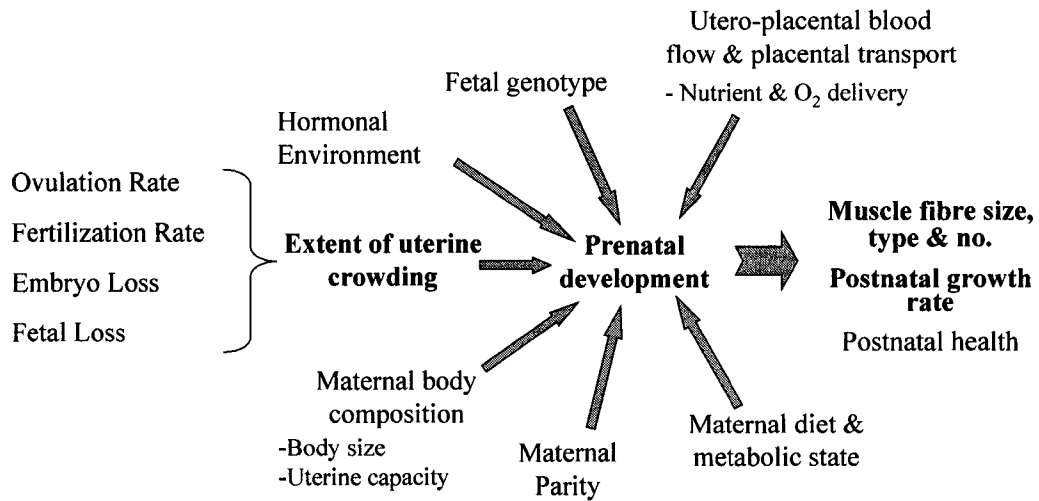 Utero-placental blood
flow & placental transport
- Nutrient & O₂ delivery
Fetal genotype
Hormonal
Environment
Ovulation Rate
Fertilization Rate
Embryo Loss
Fetal Loss
Extent of uterine
crowding
Prenatal
development
Muscle fibre size,
type & no.
Postnatal growth
rate
Postnatal health
Maternal body
composition
-Body size
-Uterine capacity
Maternal
Parity
Maternal diet &
metabolic state